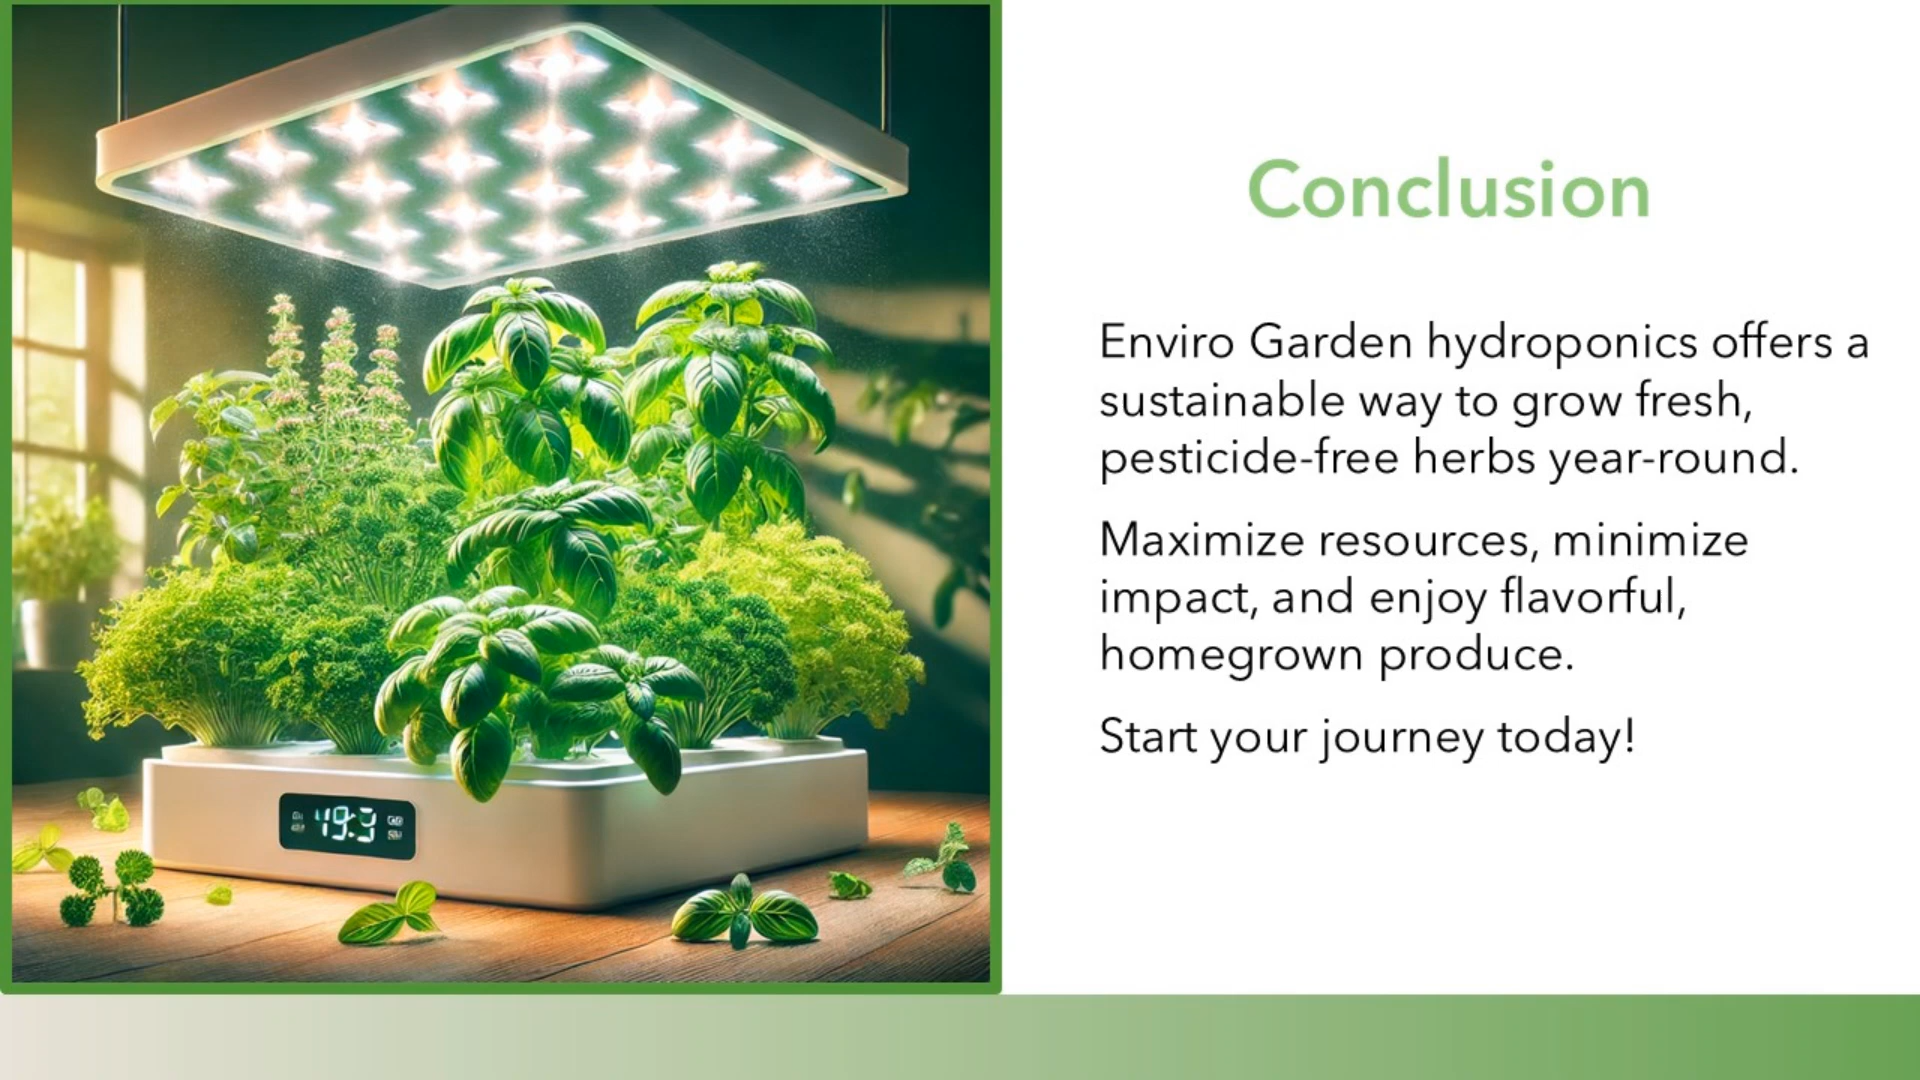 Conclusion
Enviro Garden hydroponics offers a
sustainable way to grow fresh,
pesticide-free herbs year-round.
Maximize resources, minimize
impact, and enjoy flavorful,
homegrown produce.
Start your journey today!